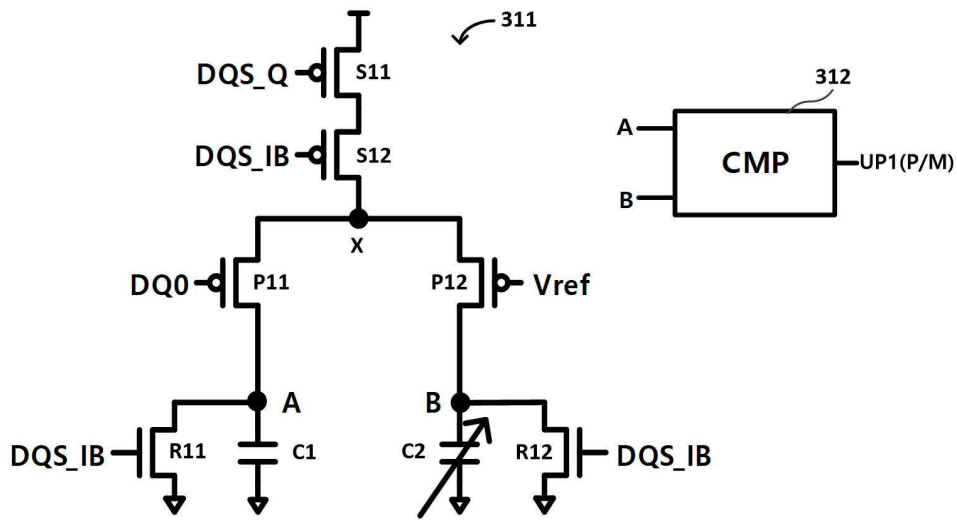 311
DQS_Q
S11
DQS_IB
S12
312
A
B
CMP
UP1(P/M)
X
DQ0
P11
P12
Vref
A
B
DQS_IB
R11
C1
C2
R12
DQS_IB